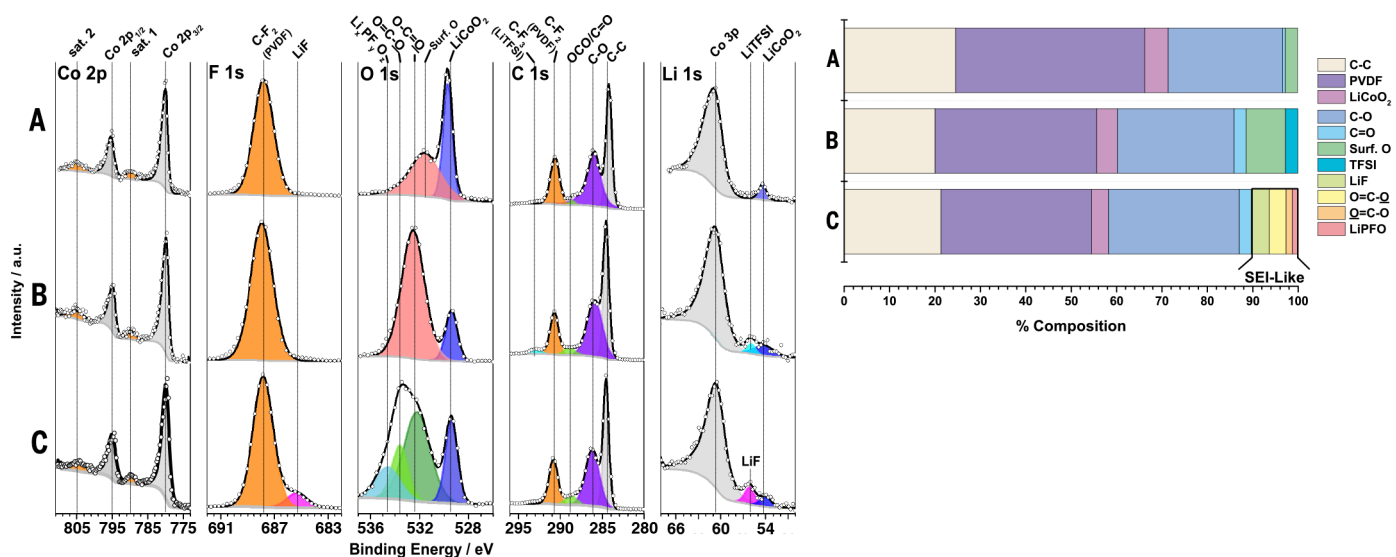 sat. 2
Co 2p1/2
sat. 1
Co 2p3/2
C-F2
(PVDF)
LiF
LixPFyOz
O=C-O
O-C=O
Surf. O
LiCoO2
C-F3
(LiTFSI)
C-F2
(PVDF)
OCO/C=O
C-O
C-C
Co 3p
LiTFSI
LiCoO2
Co 2p
F 1s
O 1s
C 1s
Li 1s
A
B
C
LiF
Intensity / a.u.
805 795 785 775
691 687 683
536 532 528
295 290 285 280
66 60 54
Binding Energy / eV
A
B
C
SEI-Like
0 10 20 30 40 50 60 70 80 90 100
% Composition
C-C
PVDF
LiCoO2
C-O
C=O
Surf. O
TFSI
LiF
O=C-O
O=C-O
LiPFO